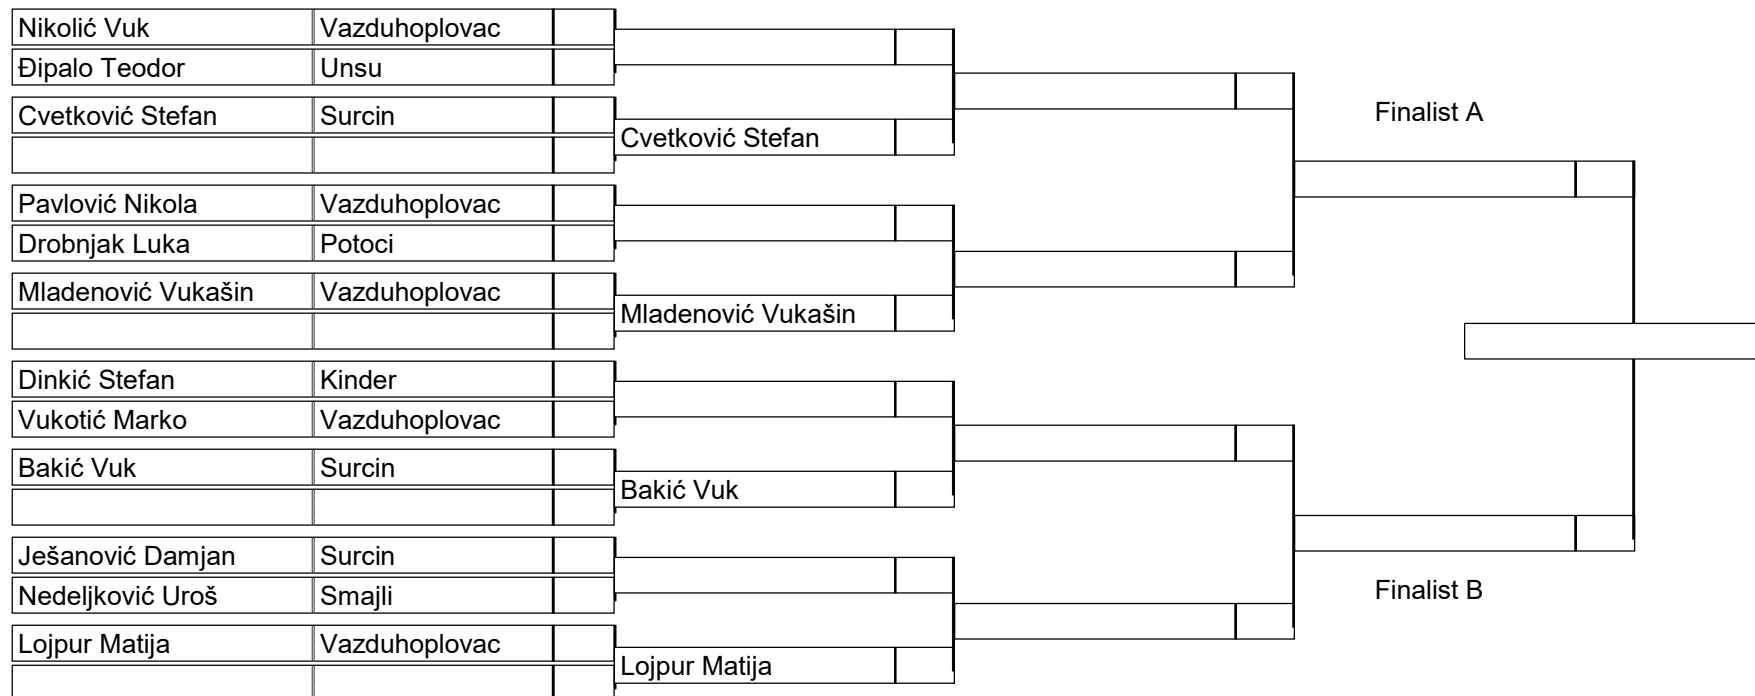 Nikolić Vuk Vazduhoplovac
Đipalo Teodor Unsu
Cvetković Stefan Surcin
Cvetković Stefan
Finalist A
Pavlović Nikola Vazduhoplovac
Drobnjak Luka Potoci
Mladenović Vukašin Vazduhoplovac
Mladenović Vukašin
Dinkić Stefan Kinder
Vukotić Marko Vazduhoplovac
Bakić Vuk Surcin
Bakić Vuk
Ješanović Damjan Surcin
Nedeljković Uroš Smajli
Finalist B
Lojpur Matija Vazduhoplovac
Lojpur Matija